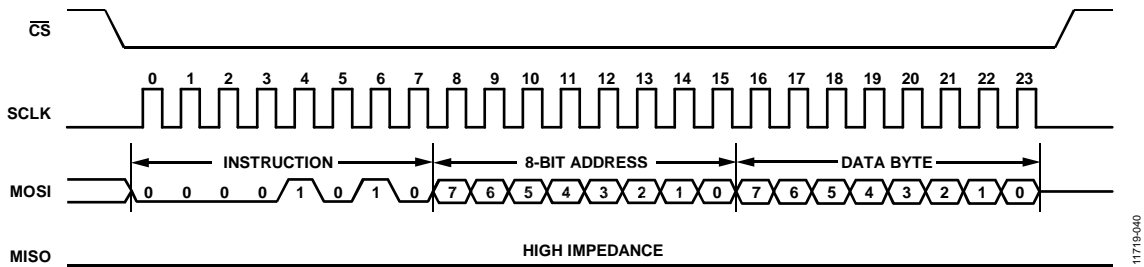 CS
0 1 2 3 4 5 6 7 8 9 10 11 12 13 14 15 16 17 18 19 20 21 22 23
SCLK
INSTRUCTION 8-BIT ADDRESS DATA BYTE
MOSI 0 0 0 0 1 0 1 0 7 6 5 4 3 2 1 0 7 6 5 4 3 2 1 0
HIGH IMPEDANCE
MISO
11719-040